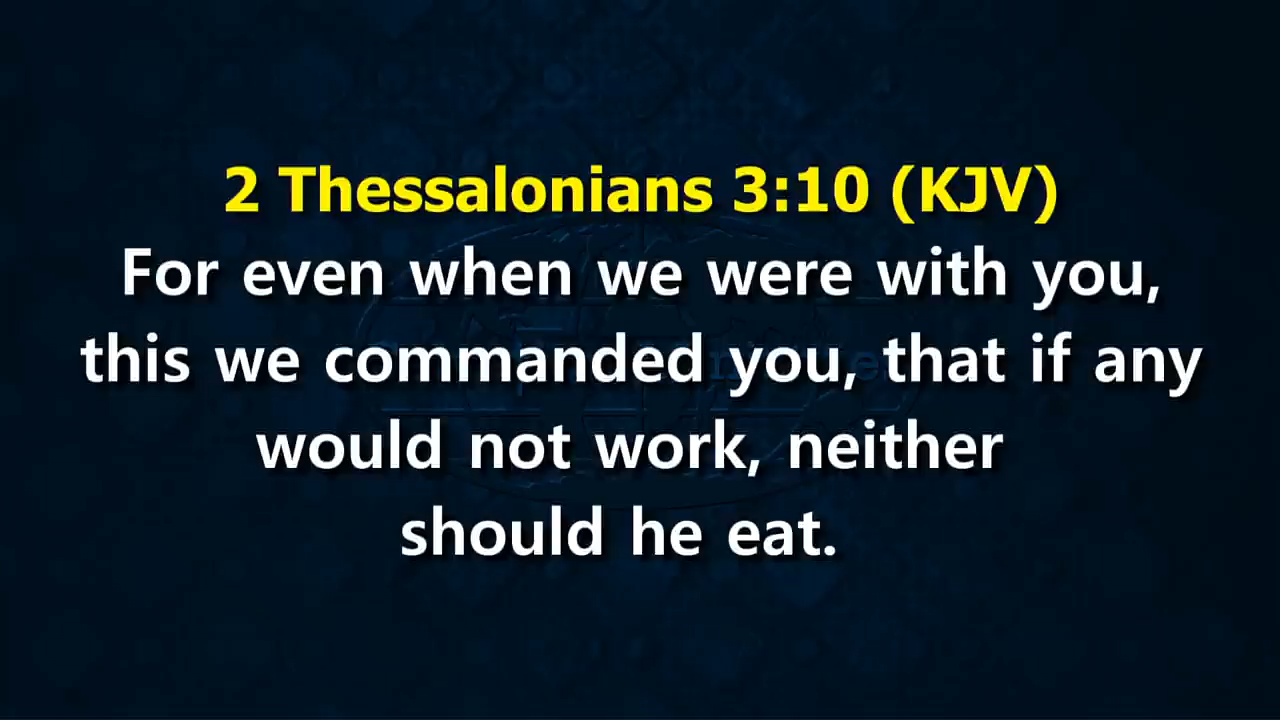 2 Thessalonians 3:10 (KJV)
For even when we were with you,
this we commanded you, that if any
would not work, neither
should he eat.